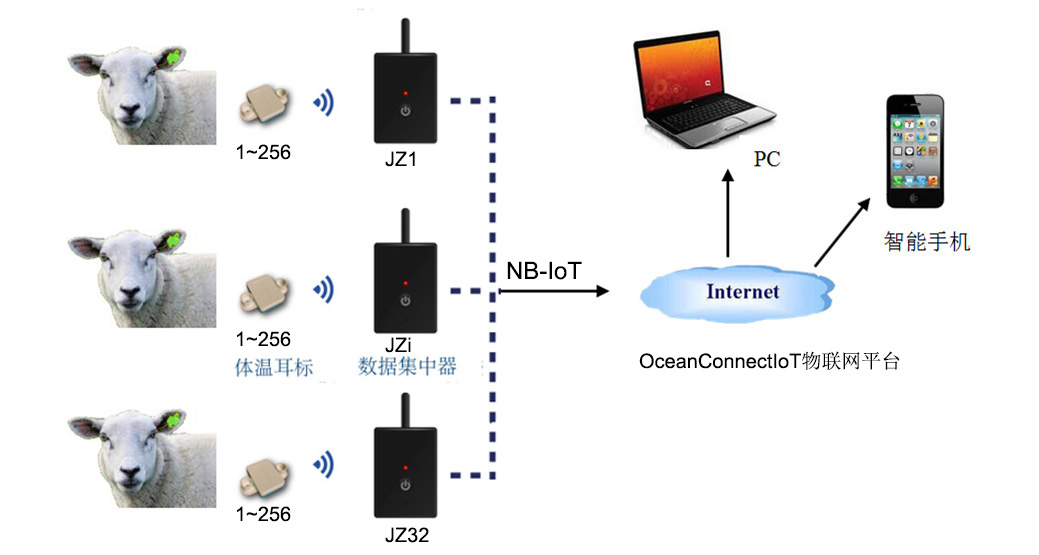 1~256
JZ1
PC
智能手机
NB-IoT
Internet
1~256
JZi
体温耳标
数据集中器
OceanConnectIoT物联网平台
1~256
JZ32